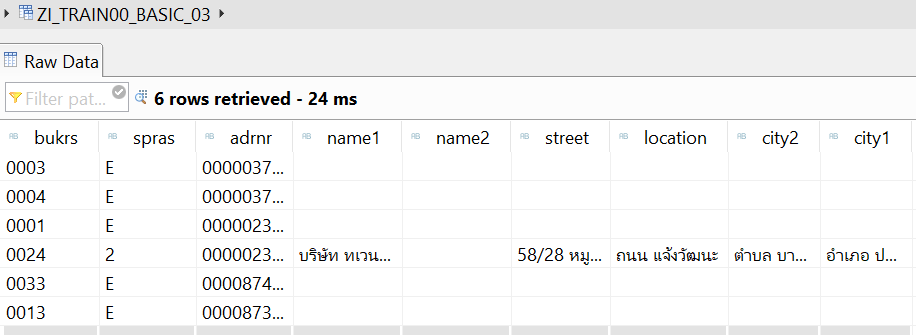 ZI_TRAIN00_BASIC_03
Raw Data
Filter pat... 6 rows retrieved - 24 ms
bukrs spras adrnr name1 name2 street location city2 city1
0003 E 0000037...
0004 E 0000037...
0001 E 0000023...
0024 2 0000023... บริษัท ทเวน... 58/28 หมู... ถนน แจ้งวัฒนะ ตำบล บา... อำเภอ ป...
0033 E 0000874...
0013 E 0000873...